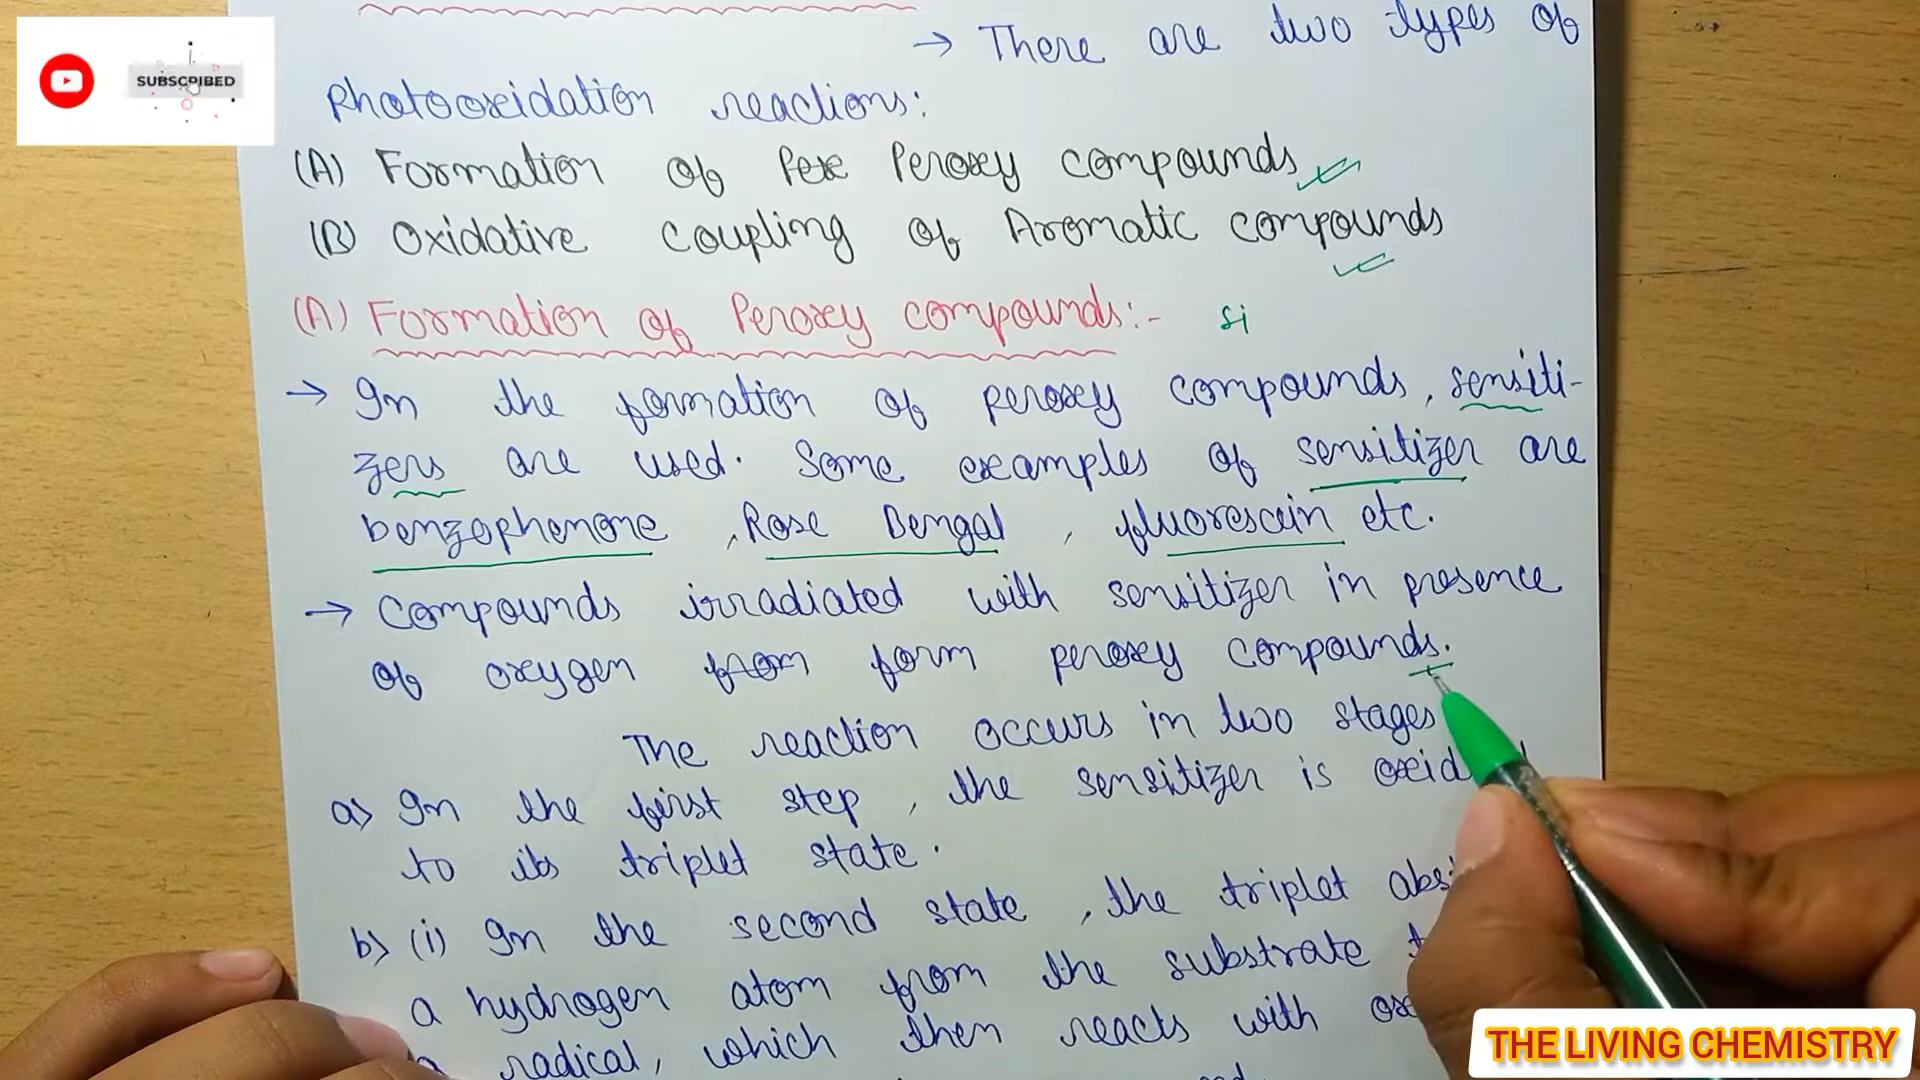 SUBSCRIBED
→ There are two types of
Photooxidation reactions:
(A) Formation of Per Peroxy compounds
(B) Oxidative coupling of Aromatic compounds
(A) Formation of Peroxy compounds:- si
→ In the formation of peroxy compounds, sensiti-
zers are used. Some examples of sensitizer are
benzophenone, Rose Bengal, fluorescein etc.
→ Compounds irradiated with sensitizer in presence
of oxygen from form peroxy compounds.
The reaction occurs in two stages
a) In the first step, the sensitizer is oxid
to its triplet state.
b) (i) In the second state, the triplet abs
a hydrogen atom from the substrate
radical, which then reacts with
THE LIVING CHEMISTRY